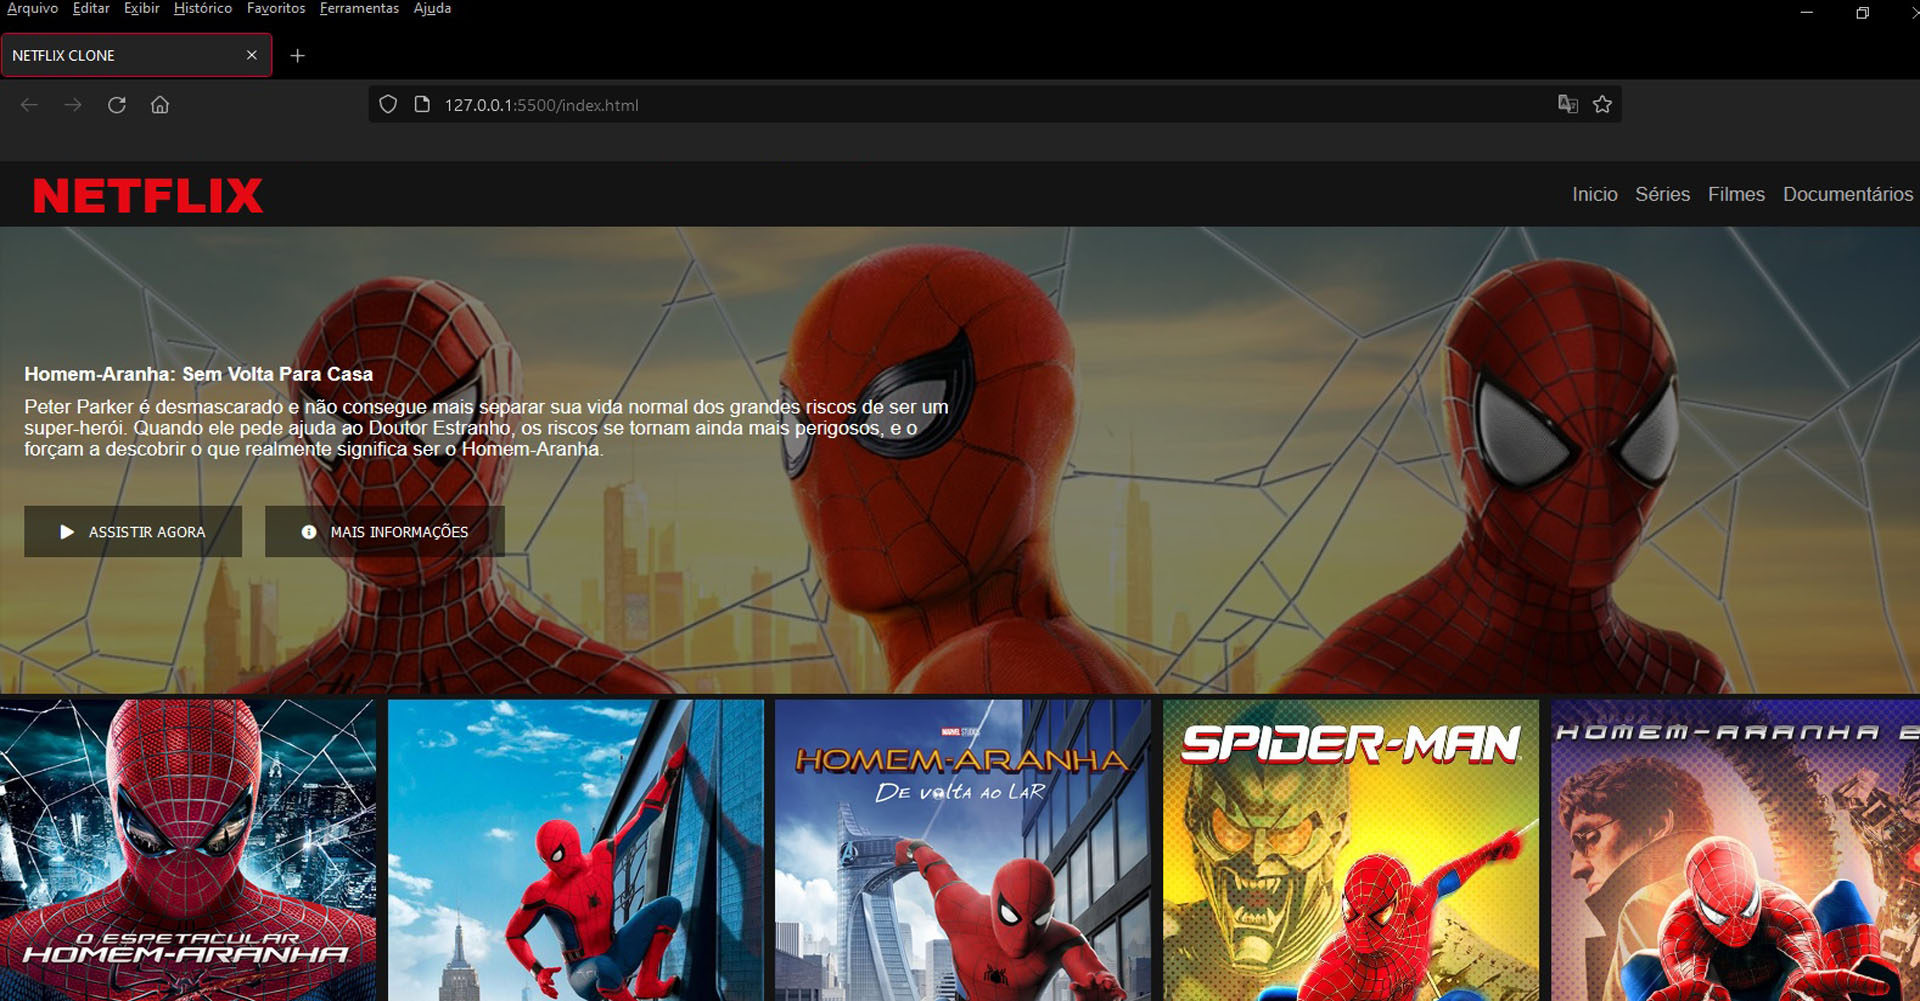 Arquivo Editar Exibir Histórico Favoritos Ferramentas Ajuda
NETFLIX CLONE
127.0.0.1:5500/index.html
NETFLIX
Inicio Séries Filmes Documentários
Homem-Aranha: Sem Volta Para Casa
Peter Parker é desmascarado e não consegue mais separar sua vida normal dos grandes riscos de ser um
super-herói. Quando ele pede ajuda ao Doutor Estranho, os riscos se tornam ainda mais perigosos, e o
forçam a descobrir o que realmente significa ser o Homem-Aranha.
ASSISTIR AGORA
MAIS INFORMAÇÕES
O ESPETACULAR
HOMEM-ARANHA
MARVEL STUDIOS
HOMEM-ARANHA
DE VOLTA AO LAR
SPIDER-MAN
HOMEM-ARANHA 2